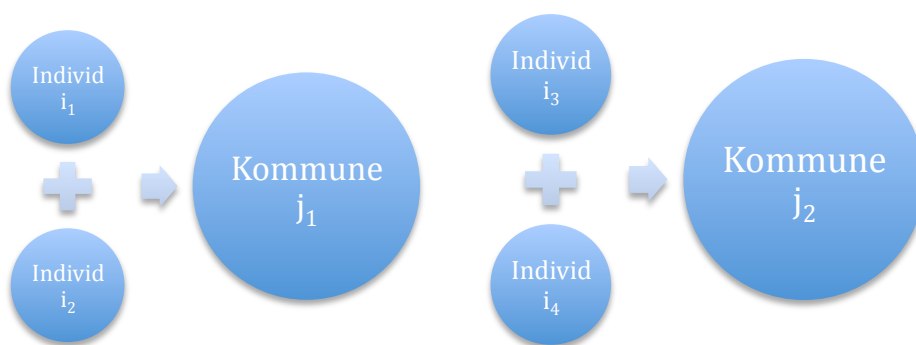 Individ
i₁
Individ
i₂
Kommune
j₁
Individ
i₃
Individ
i₄
Kommune
j₂